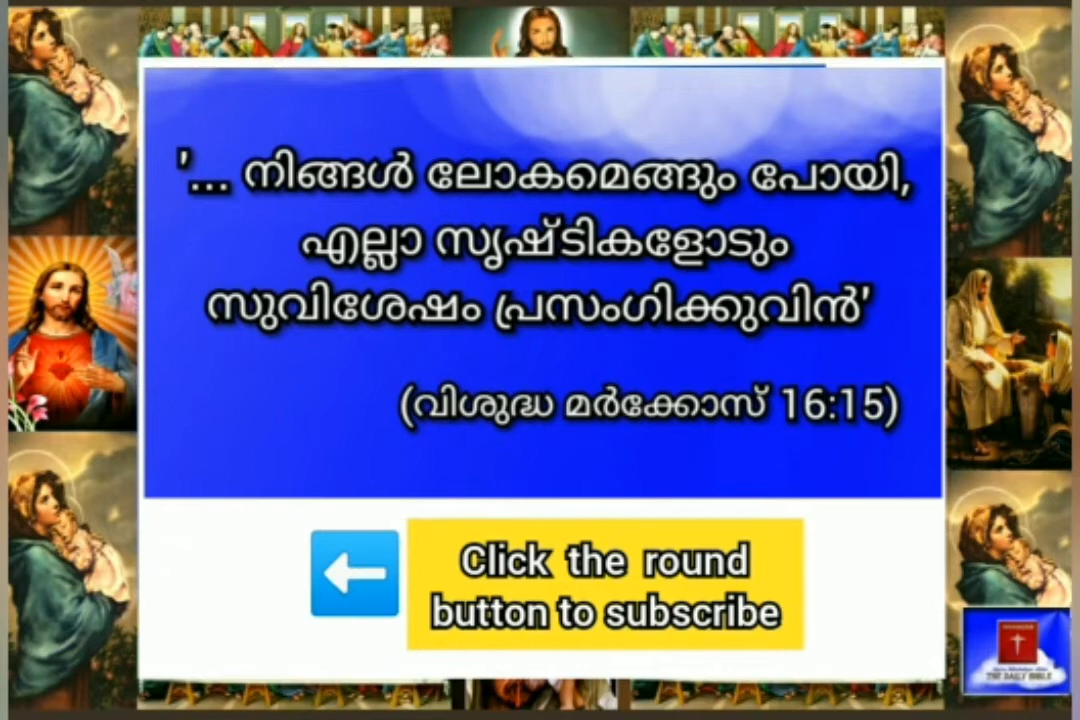 '... നിങ്ങൾ ലോകമെങ്ങും പോയി,
എല്ലാ സൃഷ്ടികളോടും
സുവിശേഷം പ്രസംഗിക്കുവിൻ'
(വിശുദ്ധ മർക്കോസ് 16:15)
Click the round
button to subscribe
THE DAILY BIBLE